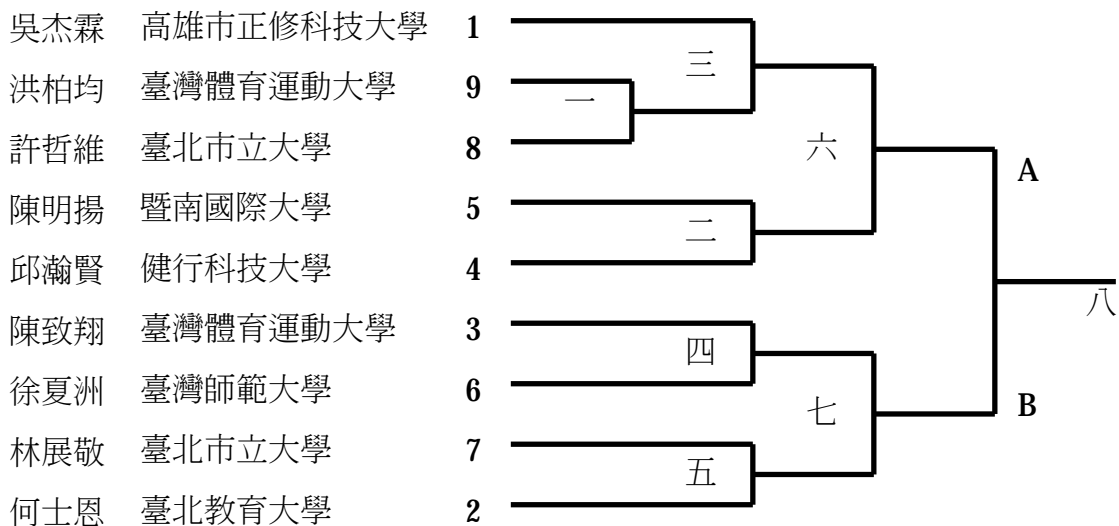 吳杰霖 高雄市正修科技大學 1
三
洪柏均 臺灣體育運動大學 9
一
許哲維 臺北市立大學 8
六
A
陳明揚 暨南國際大學 5
二
邱瀚賢 健行科技大學 4
八
陳致翔 臺灣體育運動大學 3
四
徐夏洲 臺灣師範大學 6
七
B
林展敬 臺北市立大學 7
五
何士恩 臺北教育大學 2